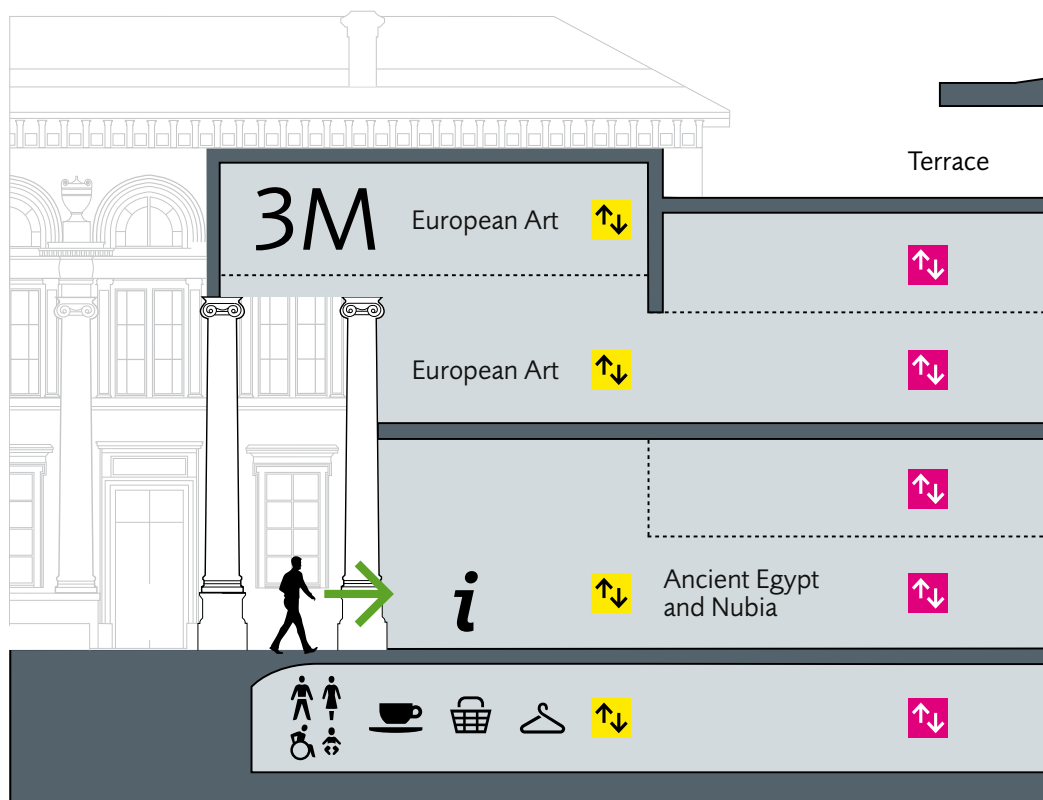 Terrace
3M European Art
European Art
i
Ancient Egypt
and Nubia